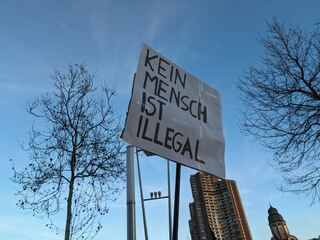 KEIN
MENSCH
IST
ILLEGAL